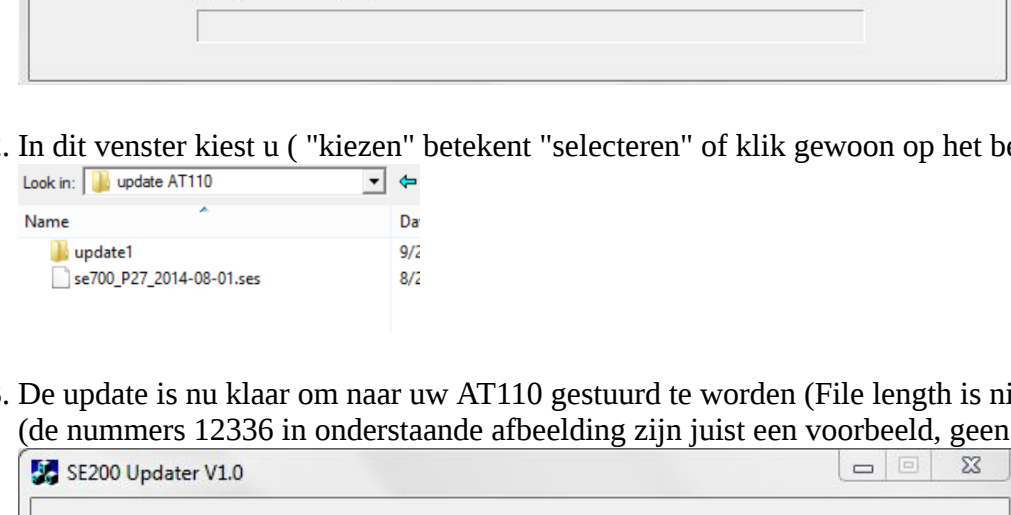 . In dit venster kiest u ( "kiezen" betekent "selecteren" of klik gewoon op het be
Look in: update AT110
Name Da
update1 9/2
se700_P27_2014-08-01.ses 8/2
. De update is nu klaar om naar uw AT110 gestuurd te worden (File length is ni
(de nummers 12336 in onderstaande afbeelding zijn juist een voorbeeld, geen
SE200 Updater V1.0